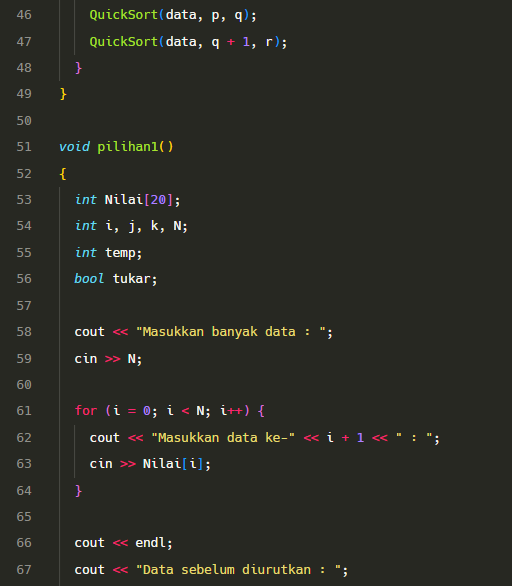 46 QuickSort(data, p, q);
47 QuickSort(data, q + 1, r);
48 }
49 }
50
51 void pilihan1()
52 {
53 int Nilai[20];
54 int i, j, k, N;
55 int temp;
56 bool tukar;
57
58 cout << "Masukkan banyak data : ";
59 cin >> N;
60
61 for (i = 0; i < N; i++) {
62 cout << "Masukkan data ke-" << i + 1 << " : ";
63 cin >> Nilai[i];
64 }
65
66 cout << endl;
67 cout << "Data sebelum diurutkan : ";